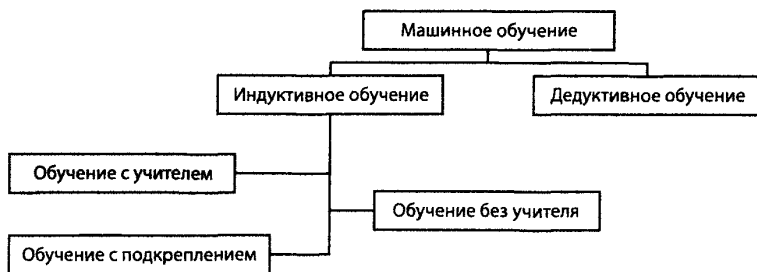 Машинное обучение
Индуктивное обучение
Дедуктивное обучение
Обучение с учителем
Обучение без учителя
Обучение с подкреплением